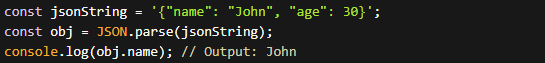 const jsonString = '{"name": "John", "age": 30}';
const obj = JSON.parse(jsonString);
console.log(obj.name); // Output: John